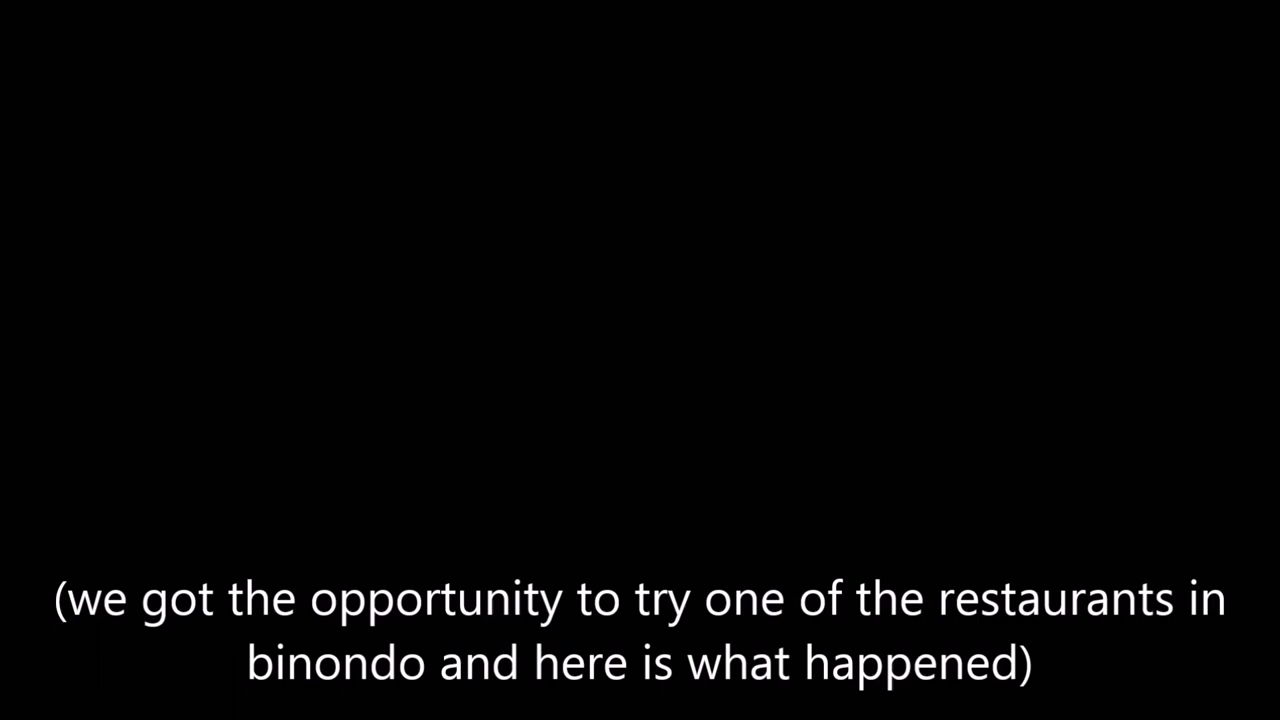 (we got the opportunity to try one of the restaurants in
binondo and here is what happened)